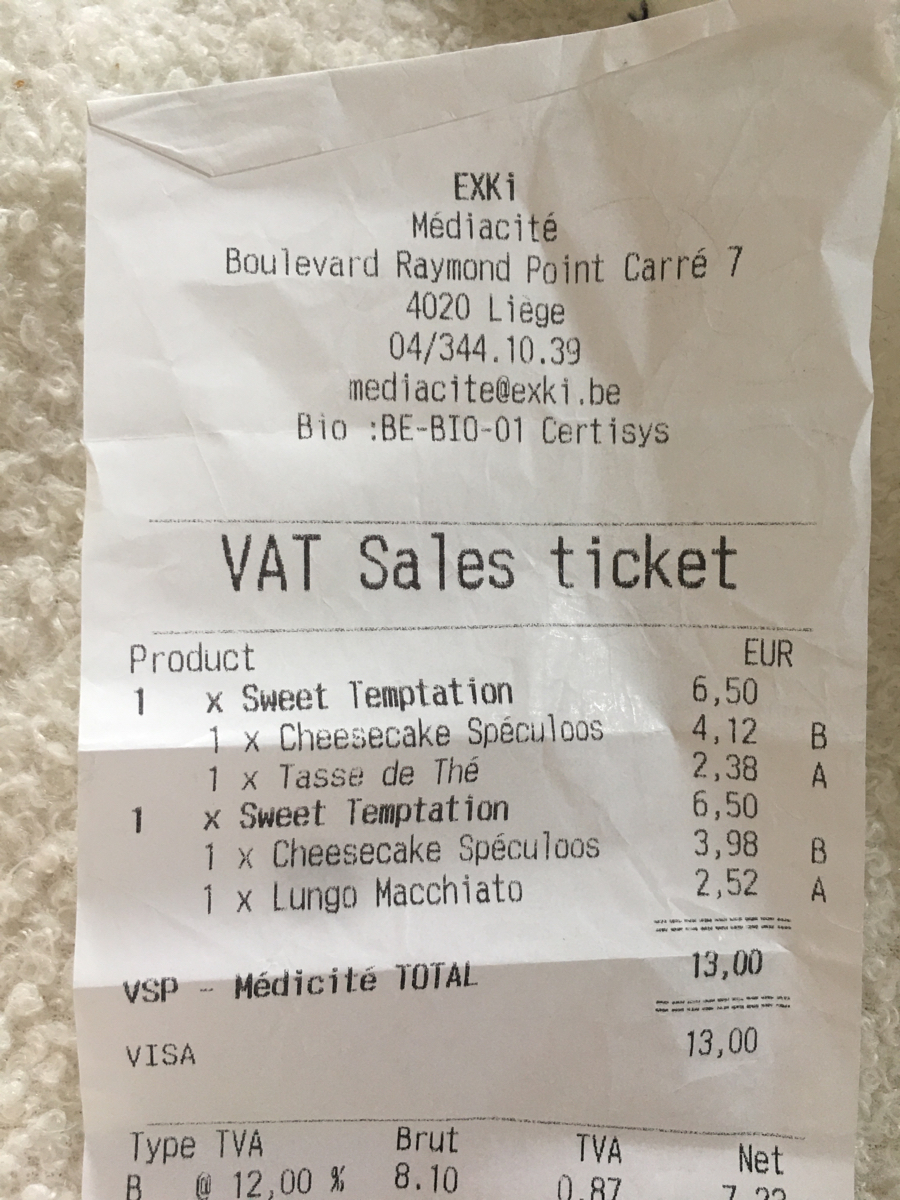 EXKi
Médiacité
Boulevard Raymond Point Carré 7
4020 Liège
04/344.10.39
mediacite@exki.be
Bio :BE-BIO-01 Certisys
VAT Sales ticket
Product EUR
1 x Sweet Temptation 6,50
1 x Cheesecake Spéculoos 4,12 B
1 x Tasse de Thé 2,38 A
1 x Sweet Temptation 6,50
1 x Cheesecake Spéculoos 3,98 B
1 x Lungo Macchiato 2,52 A
VSP - Médicité TOTAL 13,00
VISA 13,00
Type TVA Brut TVA Net
B @ 12,00 % 8.10 0.87